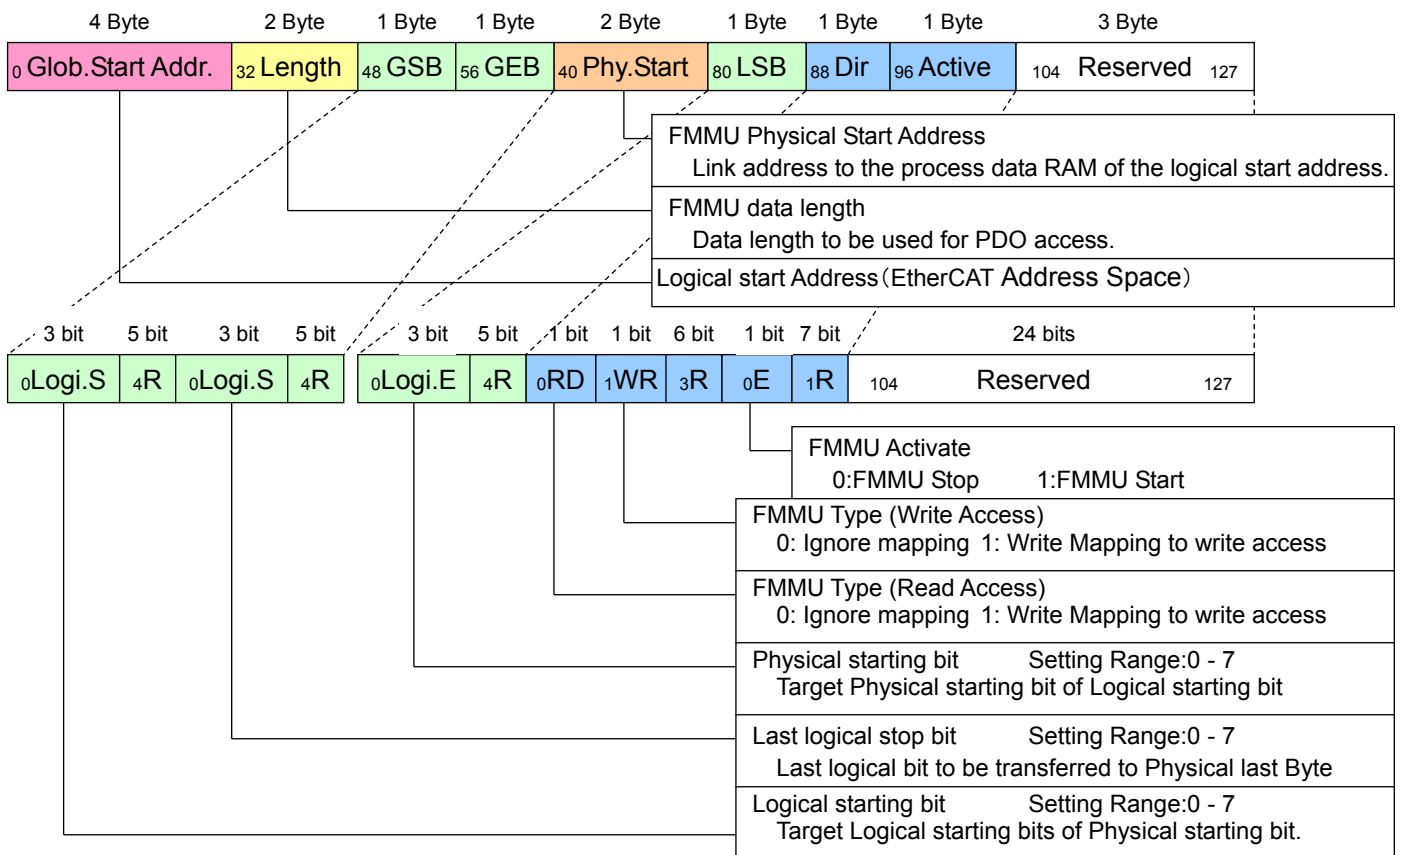 4 Byte 2 Byte 1 Byte 1 Byte 2 Byte 1 Byte 1 Byte 1 Byte 3 Byte
0 Glob.Start Addr. 32 Length 48 GSB 56 GEB 40 Phy.Start 80 LSB 88 Dir 96 Active 104 Reserved 127
FMMU Physical Start Address
Link address to the process data RAM of the logical start address.
FMMU data length
Data length to be used for PDO access.
Logical start Address（EtherCAT Address Space）
3 bit 5 bit 3 bit 5 bit 3 bit 5 bit 1 bit 1 bit 6 bit 1 bit 7 bit 24 bits
0Logi.S 4R 0Logi.S 4R 0Logi.E 4R 0RD 1WR 3R 0E 1R 104 Reserved 127
FMMU Activate
0:FMMU Stop 1:FMMU Start
FMMU Type (Write Access)
0: Ignore mapping 1: Write Mapping to write access
FMMU Type (Read Access)
0: Ignore mapping 1: Write Mapping to write access
Physical starting bit Setting Range:0 - 7
Target Physical starting bit of Logical starting bit
Last logical stop bit Setting Range:0 - 7
Last logical bit to be transferred to Physical last Byte
Logical starting bit Setting Range:0 - 7
Target Logical starting bits of Physical starting bit.